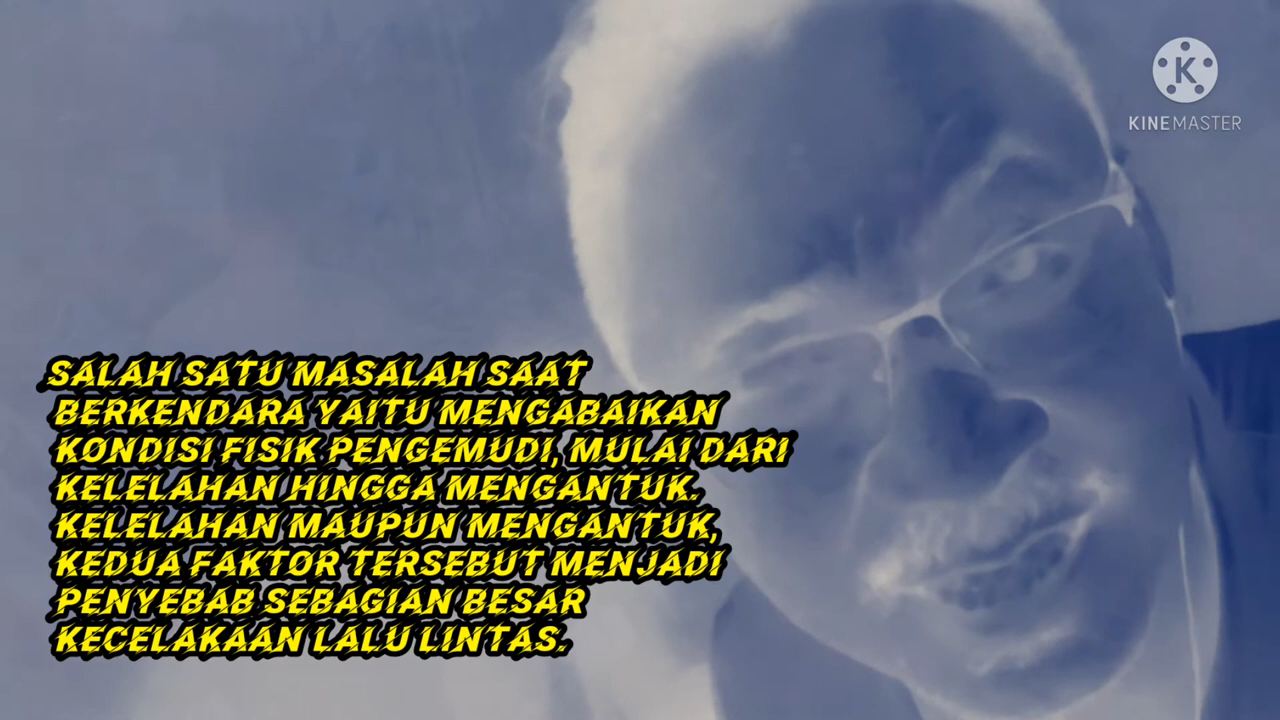 KINEMASTER
SALAH SATU MASALAH SAAT
BERKENDARA YAITU MENGABAIKAN
KONDISI FISIK PENGEMUDI, MULAI DARI
KELELAHAN HINGGA MENGANTUK.
KELELAHAN MAUPUN MENGANTUK,
KEDUA FAKTOR TERSEBUT MENJADI
PENYEBAB SEBAGIAN BESAR
KECELAKAAN LALU LINTAS.